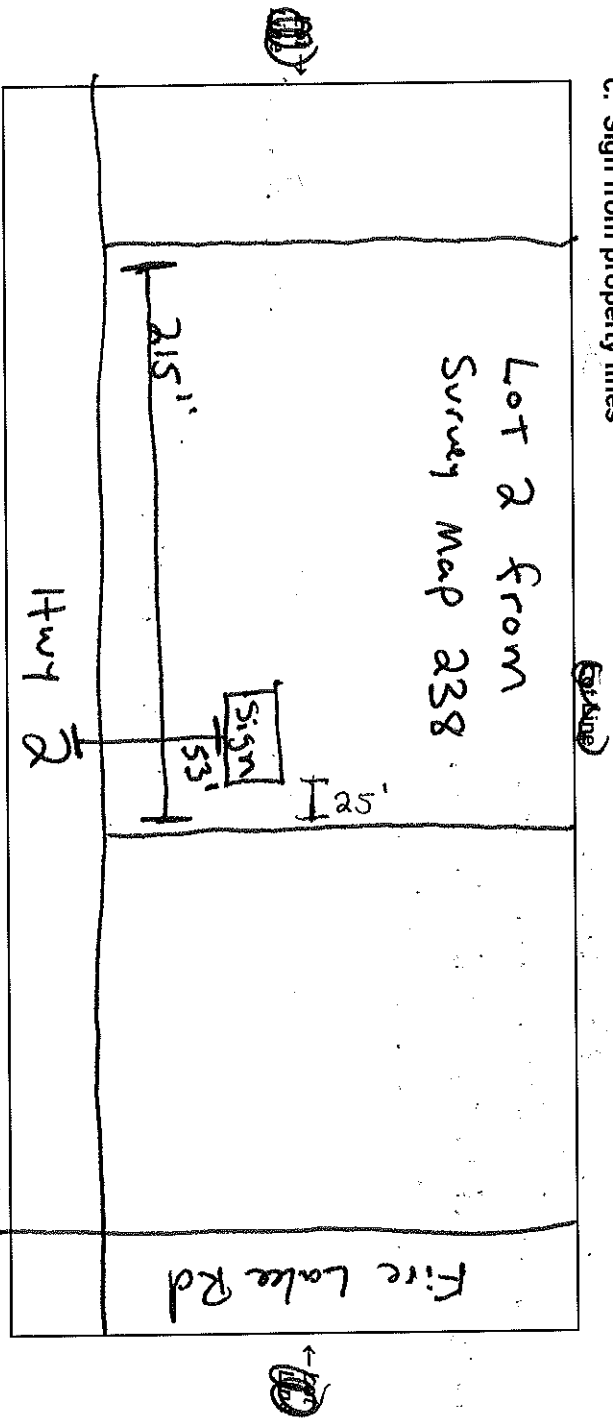 c. Sign from property lines
Lot 2 from
Survey Map 238
215'
Sign
53'
25'
Hwy 2
Fire Lake Rd